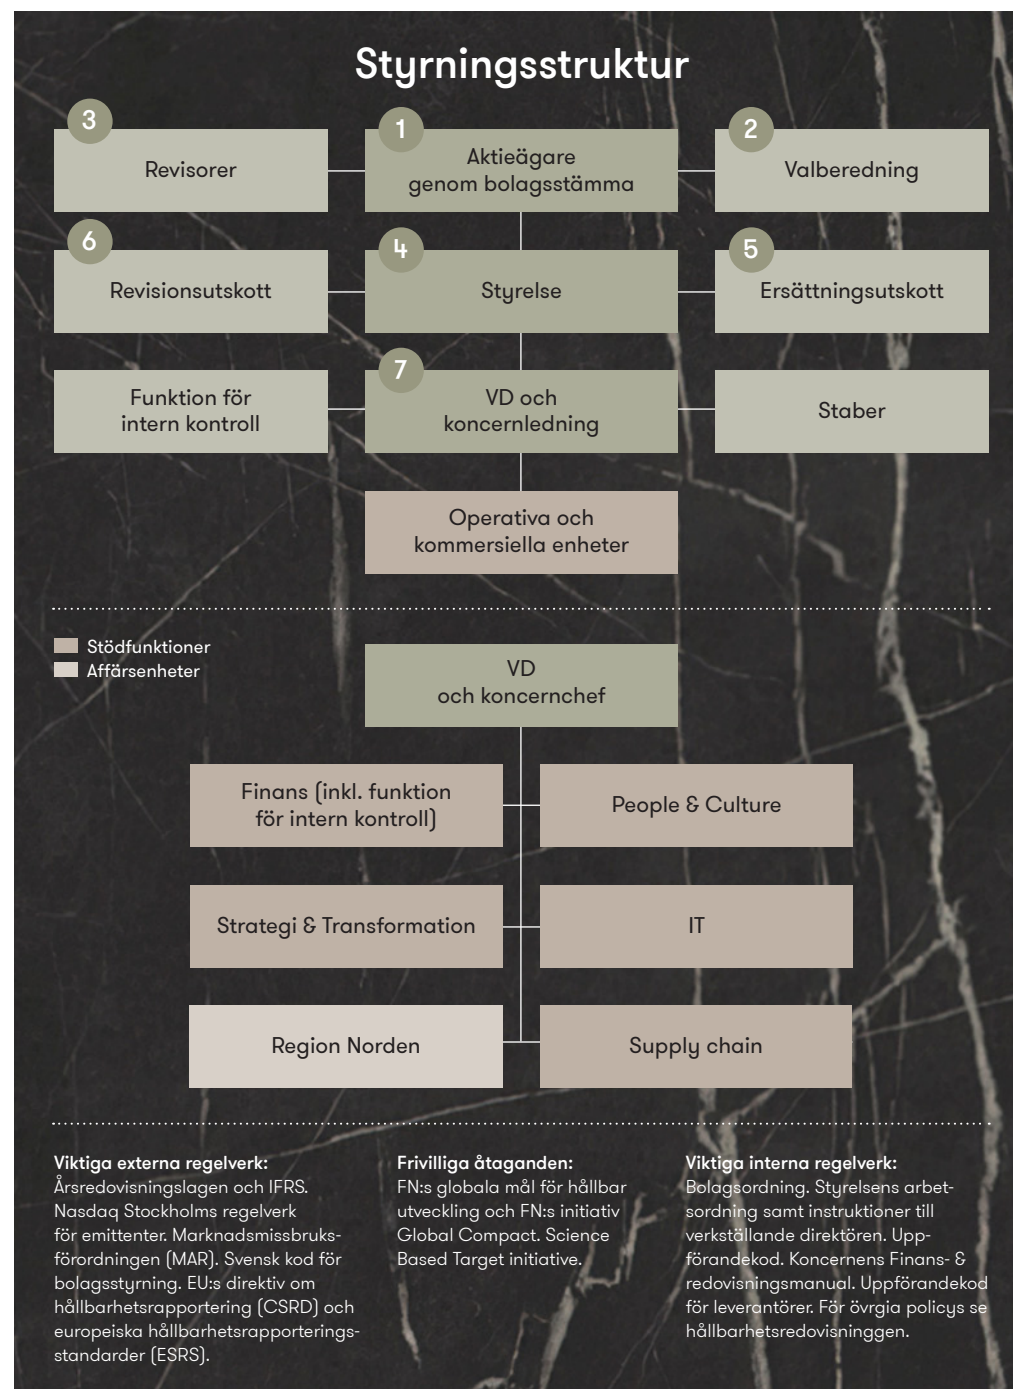 Styrningsstruktur
3
Revisorer
1
Aktieägare
genom bolagsstämma
2
Valberedning
6
Revisionsutskott
4
Styrelse
5
Ersättningsutskott
Funktion för
intern kontroll
7
VD och
koncernledning
Staber
Operativa och
kommersiella enheter
Stödfunktioner
Affärsenheter
VD
och koncernchef
Finans (inkl. funktion
för intern kontroll)
People & Culture
Strategi & Transformation
IT
Region Norden
Supply chain
Viktiga externa regelverk:
Årsredovisningslagen och IFRS.
Nasdaq Stockholms regelverk
för emittenter. Marknadsmissbruks-
förordningen (MAR). Svensk kod för
bolagsstyrning. EU:s direktiv om
hållbarhetsrapportering (CSRD) och
europeiska hållbarhetsrapporterings-
standarder (ESRS).
Frivilliga åtaganden:
FN:s globala mål för hållbar
utveckling och FN:s initiativ
Global Compact. Science
Based Target initiative.
Viktiga interna regelverk:
Bolagsordning. Styrelsens arbet-
sordning samt instruktioner till
verkställande direktören. Upp-
förandekod. Koncernens Finans- &
redovisningsmanual. Uppförandekod
för leverantörer. För övrgia policys se
hållbarhetsredovisninggen.